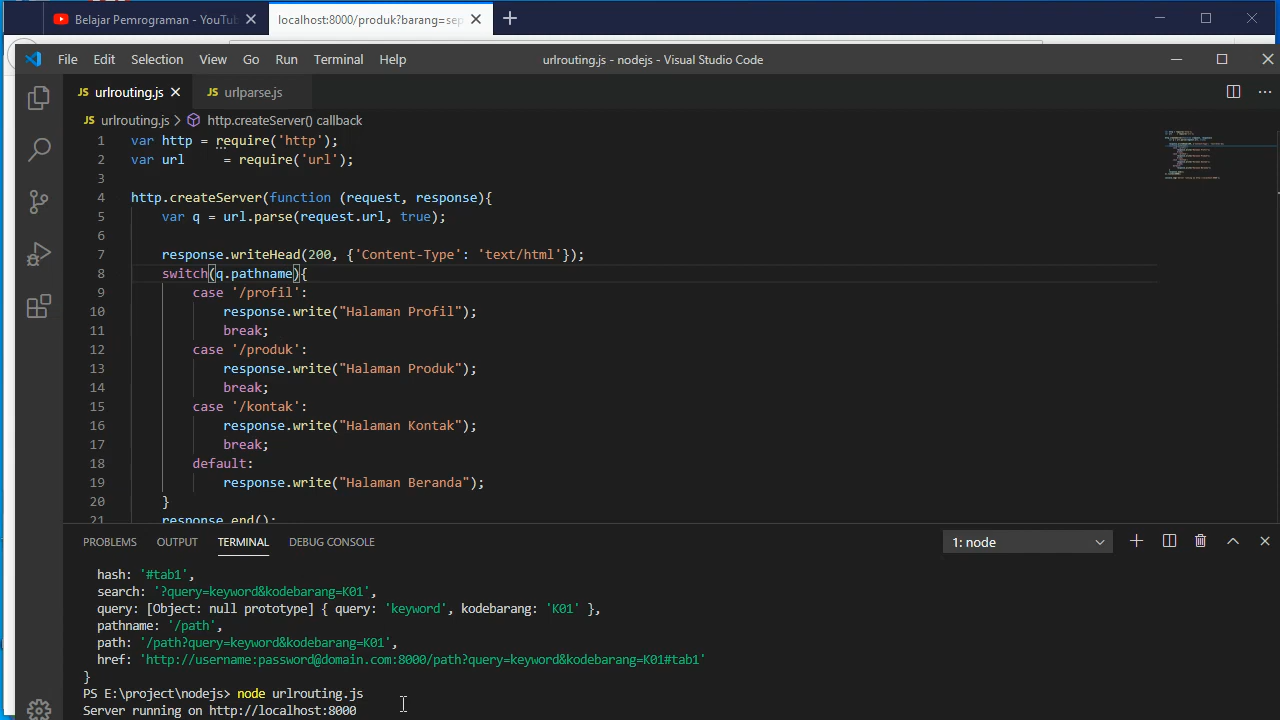 Belajar Pemrograman - YouTu
localhost:8000/produk?barang=sep
File Edit Selection View Go Run Terminal Help
urlrouting.js - nodejs - Visual Studio Code
JS urlrouting.js
JS urlparse.js
JS urlrouting.js > http.createServer() callback
1 var http = require('http');
2 var url = require('url');
3
4 http.createServer(function (request, response){
5 var q = url.parse(request.url, true);
6
7 response.writeHead(200, {'Content-Type': 'text/html'});
8 switch(q.pathname){
9 case '/profil':
10 response.write("Halaman Profil");
11 break;
12 case '/produk':
13 response.write("Halaman Produk");
14 break;
15 case '/kontak':
16 response.write("Halaman Kontak");
17 break;
18 default:
19 response.write("Halaman Beranda");
20 }
21 response.end();
PROBLEMS OUTPUT TERMINAL DEBUG CONSOLE
1: node
hash: '#tab1',
search: '?query=keyword&kodebarang=K01',
query: [Object: null prototype] { query: 'keyword', kodebarang: 'K01' },
pathname: '/path',
path: '/path?query=keyword&kodebarang=K01',
href: 'http://username:password@domain.com:8000/path?query=keyword&kodebarang=K01#tab1'
}
PS E:\project\nodejs> node urlrouting.js
Server running on http://localhost:8000